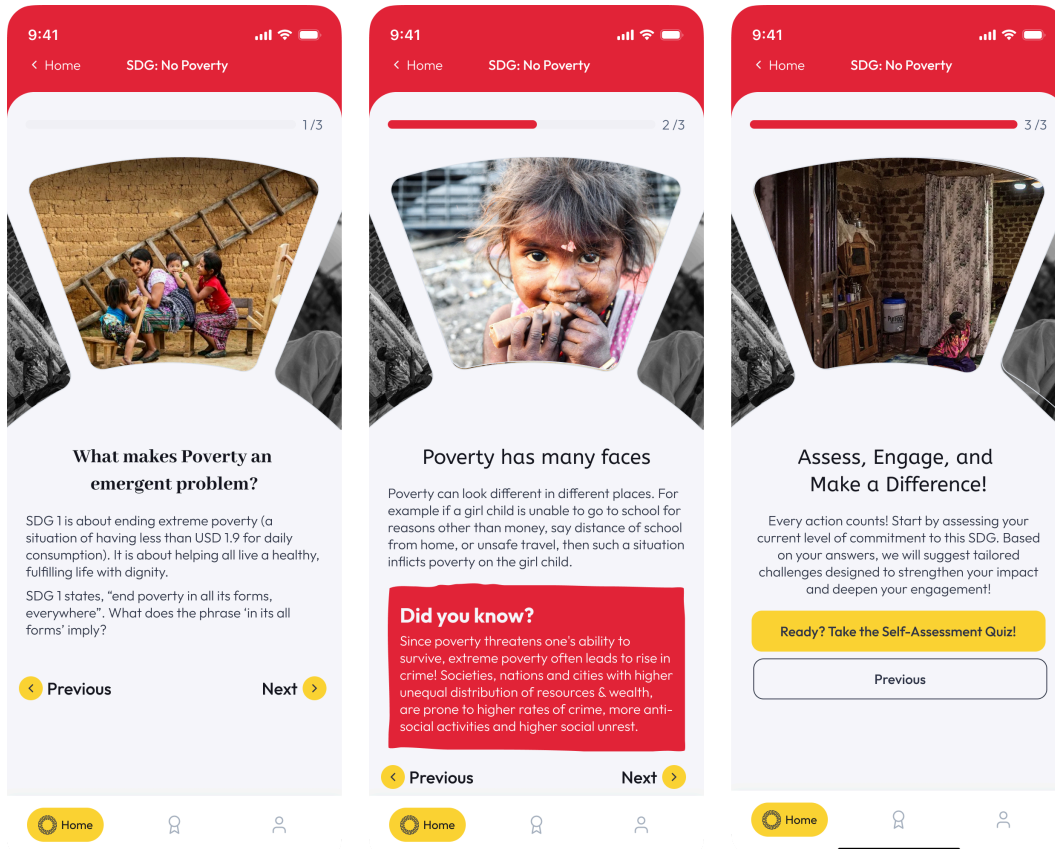 9:41
Home SDG: No Poverty
1 /3
What makes Poverty an
emergent problem?
SDG 1 is about ending extreme poverty (a
situation of having less than USD 1.9 for daily
consumption). It is about helping all live a healthy,
fulfilling life with dignity.
SDG 1 states, “end poverty in all its forms,
everywhere”. What does the phrase ‘in its all
forms’ imply?
Previous Next
Home
9:41
Home SDG: No Poverty
2 /3
Poverty has many faces
Poverty can look different in different places. For
example if a girl child is unable to go to school for
reasons other than money, say distance of school
from home, or unsafe travel, then such a situation
inflicts poverty on the girl child.
Did you know?
Since poverty threatens one's ability to
survive, extreme poverty often leads to rise in
crime! Societies, nations and cities with higher
unequal distribution of resources & wealth,
are prone to higher rates of crime, more anti-
social activities and higher social unrest.
Previous Next
Home
9:41
Home SDG: No Poverty
3 /3
Assess, Engage, and
Make a Difference!
Every action counts! Start by assessing your
current level of commitment to this SDG. Based
on your answers, we will suggest tailored
challenges designed to strengthen your impact
and deepen your engagement!
Ready? Take the Self-Assessment Quiz!
Previous
Home